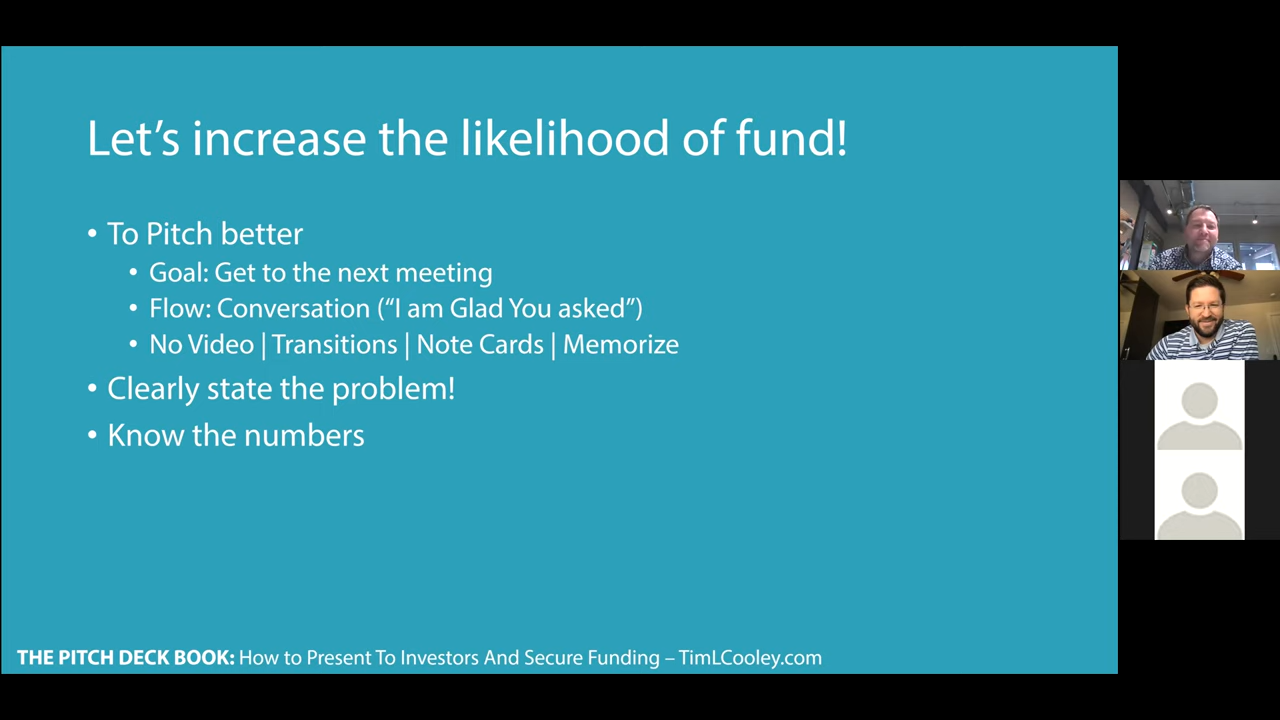 Let’s increase the likelihood of fund!
• To Pitch better
• Goal: Get to the next meeting
• Flow: Conversation (“I am Glad You asked”)
• No Video | Transitions | Note Cards | Memorize
• Clearly state the problem!
• Know the numbers
THE PITCH DECK BOOK: How to Present To Investors And Secure Funding – TimLCooley.com